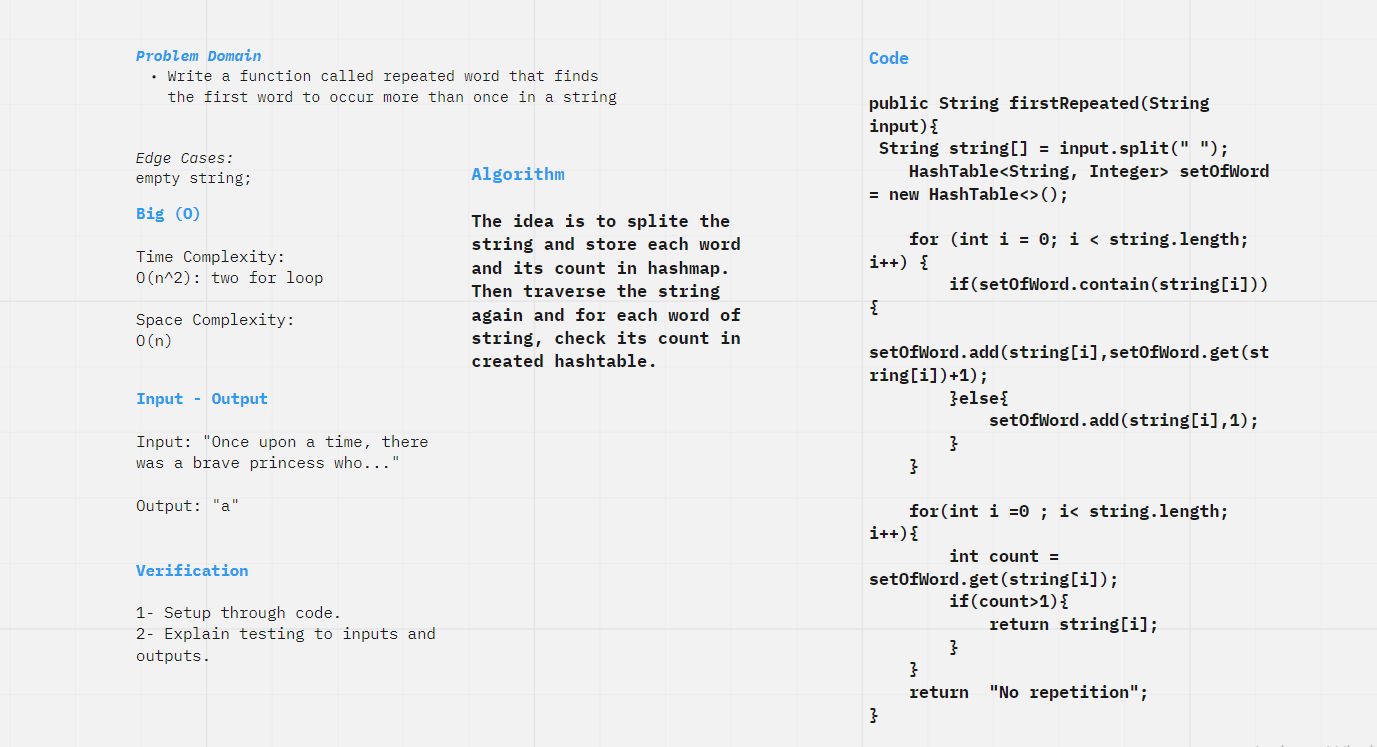 Problem Domain
• Write a function called repeated word that finds
the first word to occur more than once in a string
Edge Cases:
empty string;
Big (O)
Time Complexity:
O(n^2): two for loop
Space Complexity:
O(n)
Input - Output
Input: "Once upon a time, there
was a brave princess who..."
Output: "a"
Verification
1- Setup through code.
2- Explain testing to inputs and
outputs.
Algorithm
The idea is to splite the
string and store each word
and its count in hashmap.
Then traverse the string
again and for each word of
string, check its count in
created hashtable.
Code
public String firstRepeated(String
input){
String string[] = input.split(" ");
HashTable<String, Integer> setOfWord
= new HashTable<>();
for (int i = 0; i < string.length;
i++) {
if(setOfWord.contain(string[i]))
{
setOfWord.add(string[i],setOfWord.get(st
ring[i])+1);
}else{
setOfWord.add(string[i],1);
}
}
for(int i =0 ; i< string.length;
i++){
int count =
setOfWord.get(string[i]);
if(count>1){
return string[i];
}
}
return  "No repetition";
}